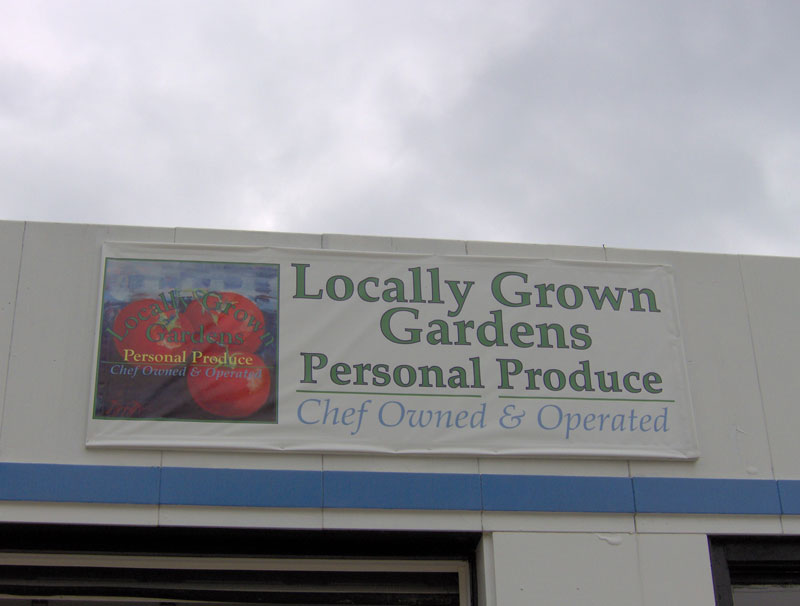 Locally Grown
Gardens
Personal Produce
Chef Owned & Operated
Locally Grown
Gardens
Personal Produce
Chef Owned & Operated